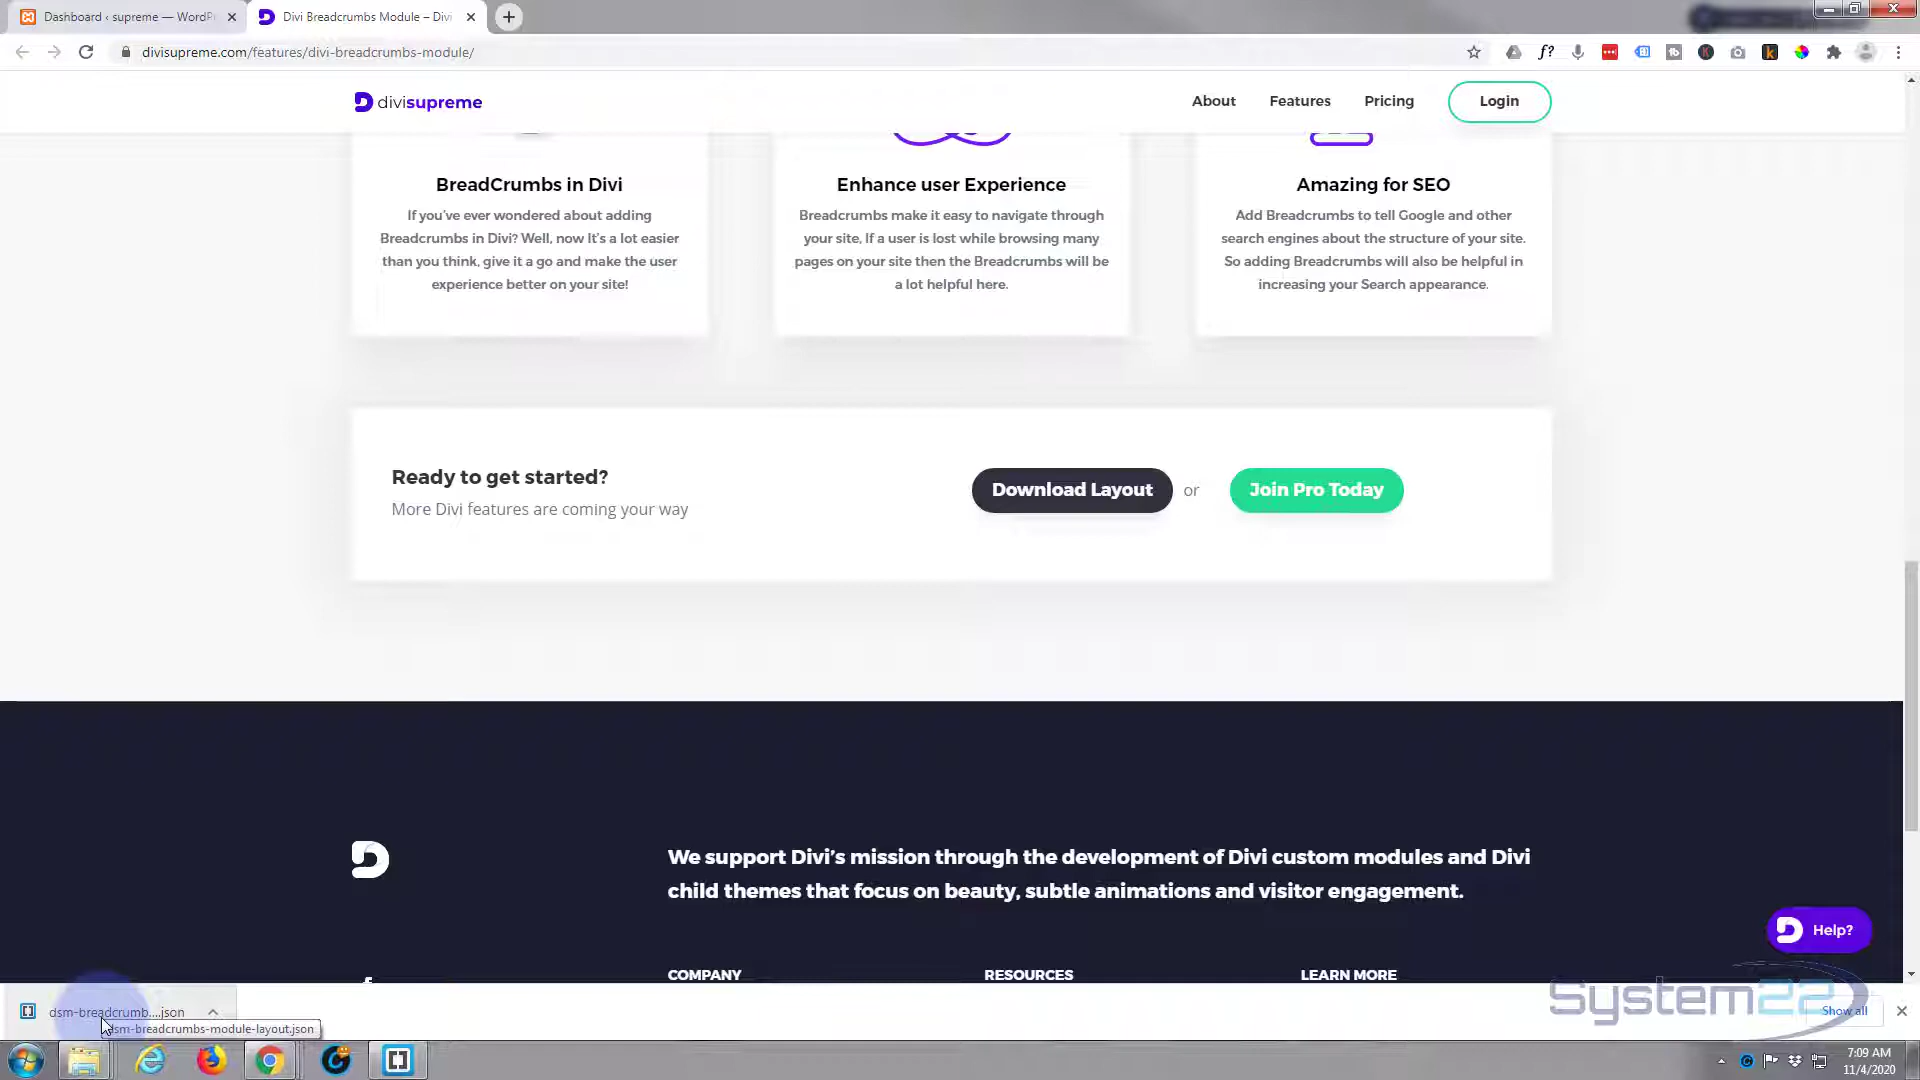 Dashboard ‹ supreme — WordPr
Divi Breadcrumbs Module – Divi
divisupreme.com/features/divi-breadcrumbs-module/
divisupreme
About
Features
Pricing
Login
BreadCrumbs in Divi
If you've ever wondered about adding
Breadcrumbs in Divi? Well, now It's a lot easier
than you think, give it a go and make the user
experience better on your site!
Enhance user Experience
Breadcrumbs make it easy to navigate through
your site, If a user is lost while browsing many
pages on your site then the Breadcrumbs will be
a lot helpful here.
Amazing for SEO
Add Breadcrumbs to tell Google and other
search engines about the structure of your site.
So adding Breadcrumbs will also be helpful in
increasing your Search appearance.
Ready to get started?
More Divi features are coming your way
Download Layout
or
Join Pro Today
We support Divi's mission through the development of Divi custom modules and Divi
child themes that focus on beauty, subtle animations and visitor engagement.
Help?
COMPANY
RESOURCES
LEARN MORE
dsm-breadcrumb....json
dsm-breadcrumbs-module-layout.json
System22
Show all
7:09 AM
11/4/2020